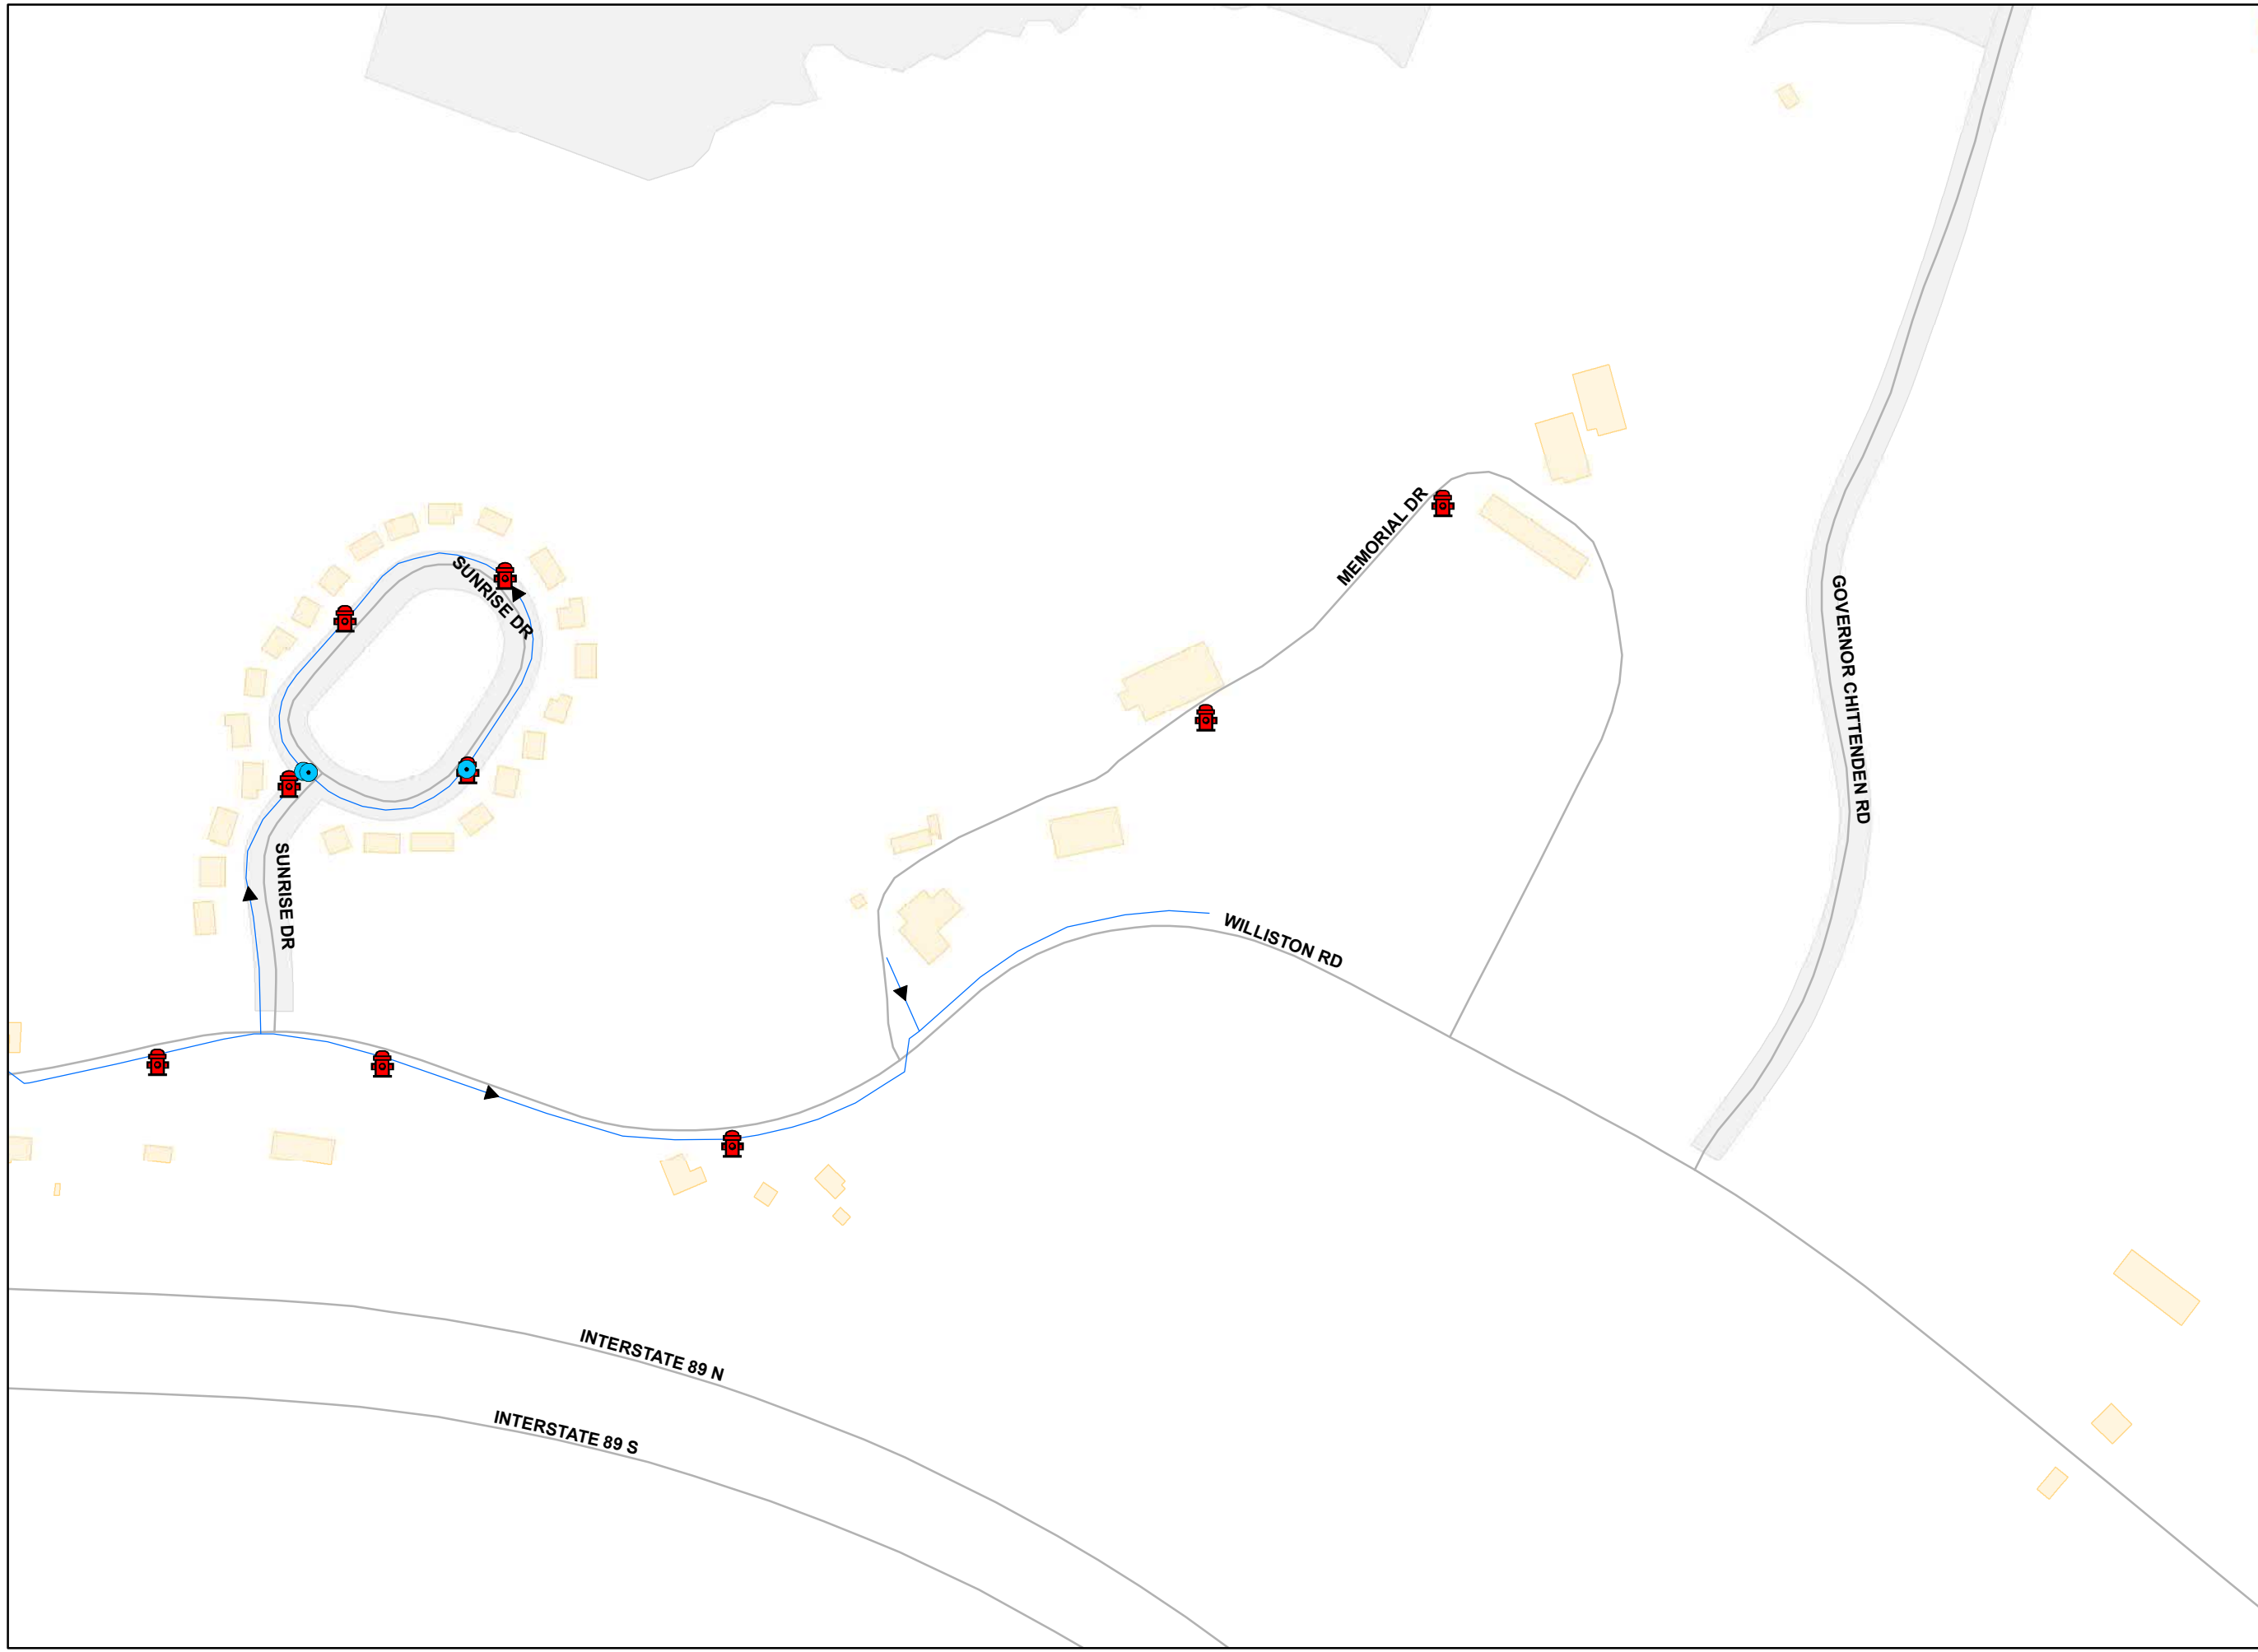 SUNRISE DR
MEMORIAL DR
GOVERNOR CHITTENDEN RD
SUNRISE DR
WILLISTON RD
INTERSTATE 89 N
INTERSTATE 89 S